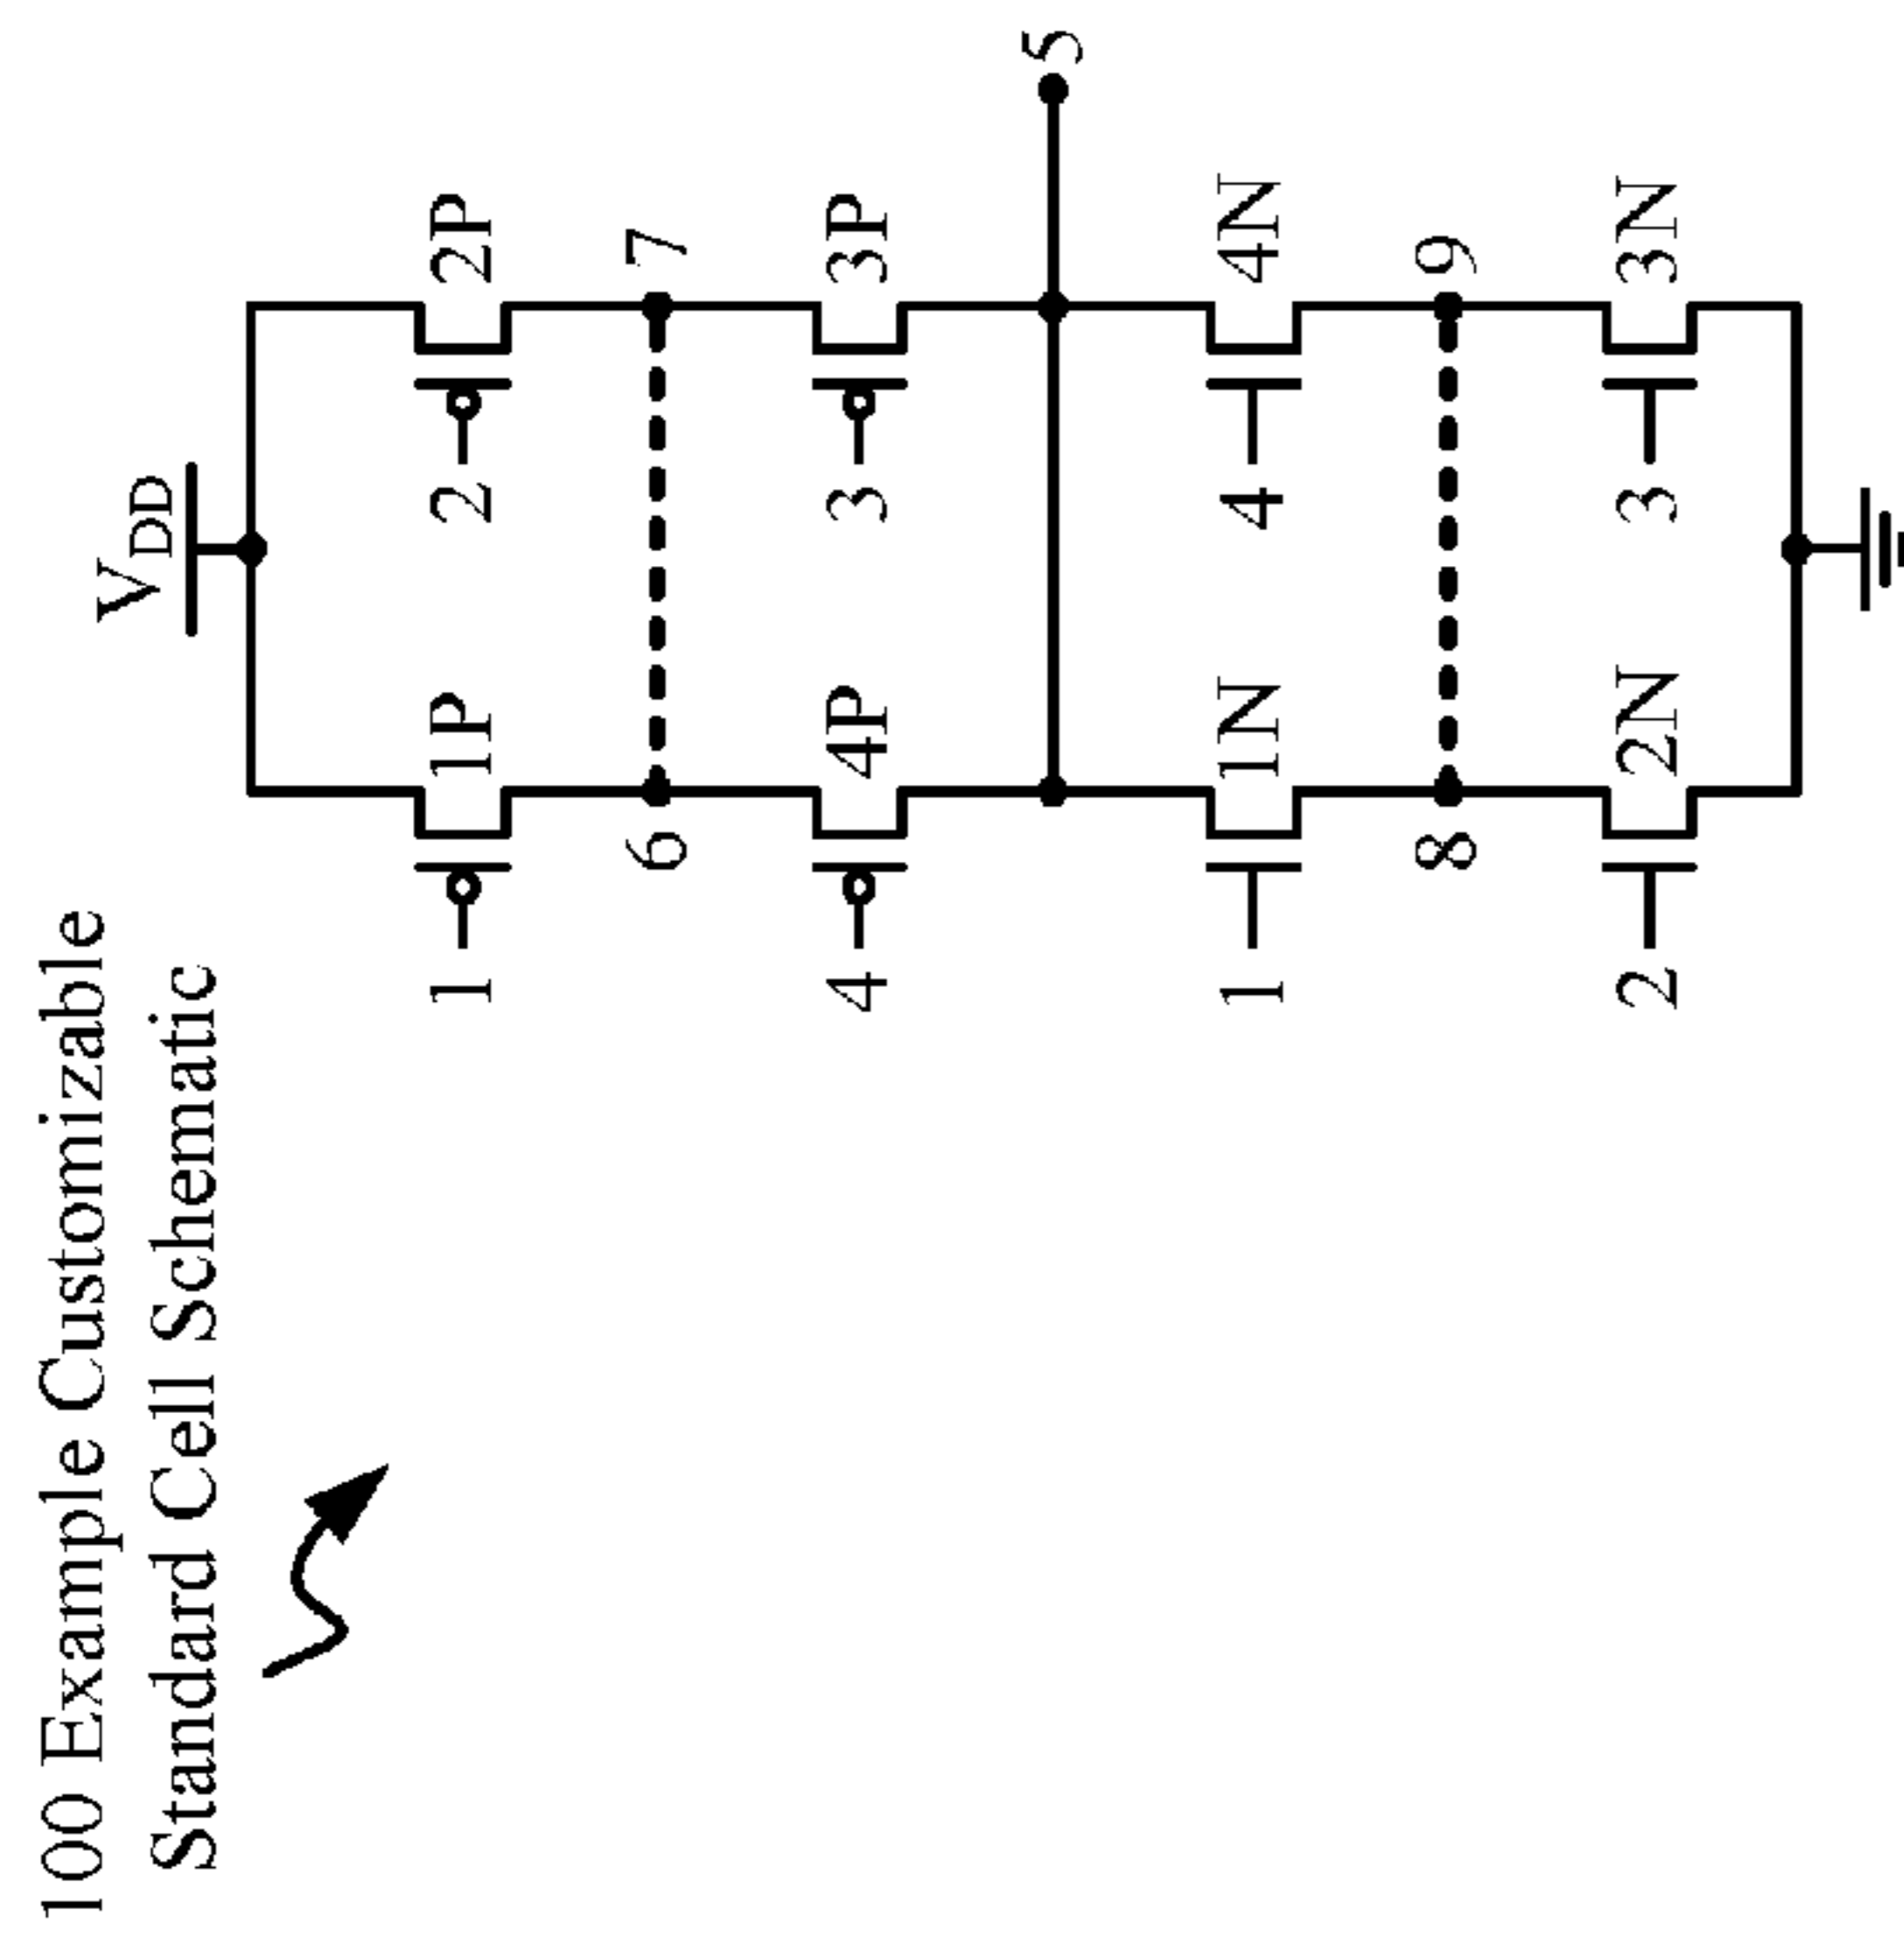 100 Example Customizable
Standard Cell Schematic
VDD
1P
2P
1
2
6
7
4P
3P
4
3
5
1N
4N
1
4
8
9
2N
3N
2
3